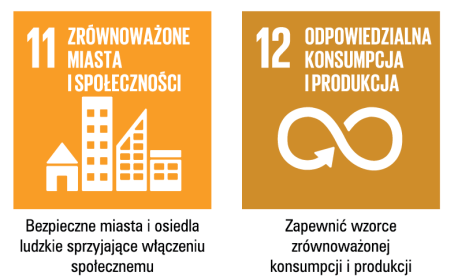 11 ZRÓWNOWAŻONE
MIASTA
I SPOŁECZNOŚCI
Bezpieczne miasta i osiedla
ludzkie sprzyjające włączeniu
społecznemu
12 ODPOWIEDZIALNA
KONSUMPCJA
I PRODUKCJA
Zapewnić wzorce
zrównoważonej
konsumpcji i produkcji